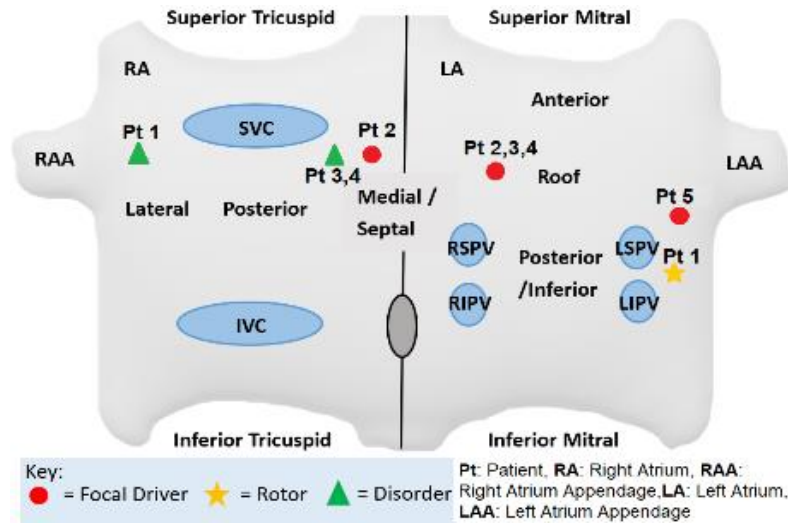 Superior Tricuspid
Superior Mitral
RA
LA
Anterior
Pt 1
SVC
Pt 2
RAA
Pt 3,4
Pt 2,3,4
Roof
LAA
Lateral
Posterior
Medial /
Septal
Pt 5
RSPV
Posterior
/Inferior
LSPV
Pt 1
RIPV
LIPV
IVC
Inferior Tricuspid
Inferior Mitral
Key:
= Focal Driver
= Rotor
= Disorder
Pt: Patient, RA: Right Atrium, RAA:
Right Atrium Appendage,LA: Left Atrium,
LAA: Left Atrium Appendage